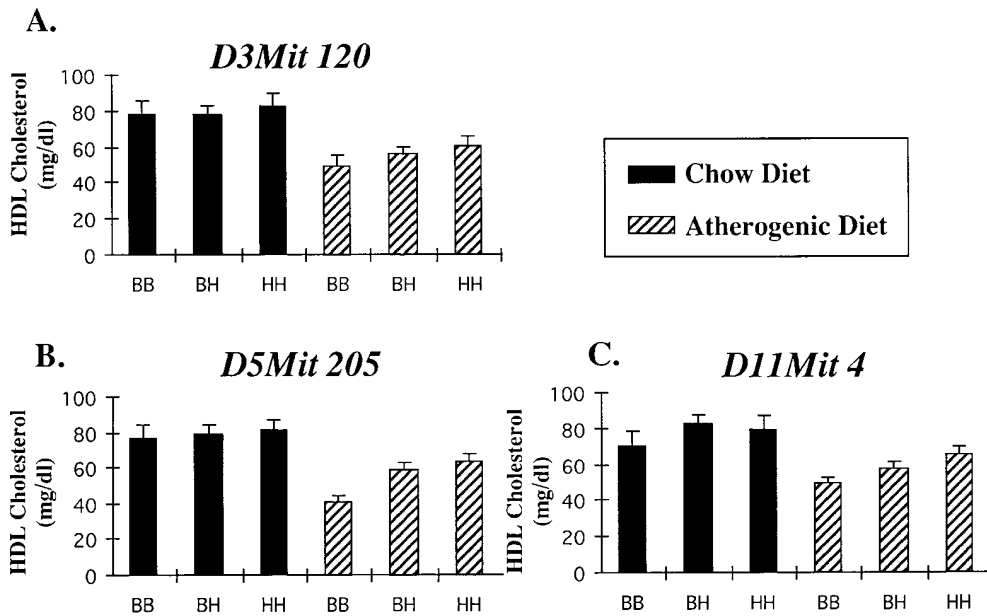 A.
D3Mit 120
HDL Cholesterol
(mg/dl)
100
80
60
40
20
0
BB BH HH BB BH HH
Chow Diet
Atherogenic Diet
B.
D5Mit 205
HDL Cholesterol
(mg/dl)
100
80
60
40
20
0
BB BH HH BB BH HH
C.
D11Mit 4
HDL Cholesterol
(mg/dl)
100
80
60
40
20
0
BB BH HH BB BH HH